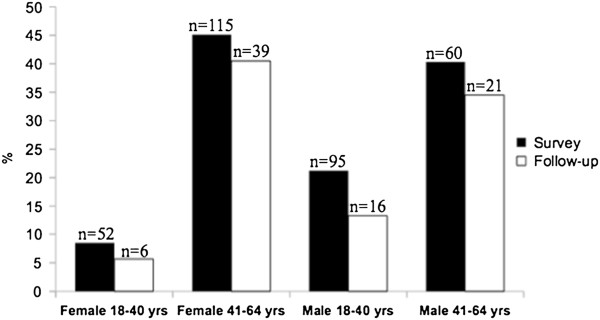 50
45
40
35
30
25
20
15
10
5
0
%
n=52
n=6
n=115
n=39
n=95
n=16
n=60
n=21
Survey
Follow-up
Female 18-40 yrs Female 41-64 yrs Male 18-40 yrs Male 41-64 yrs